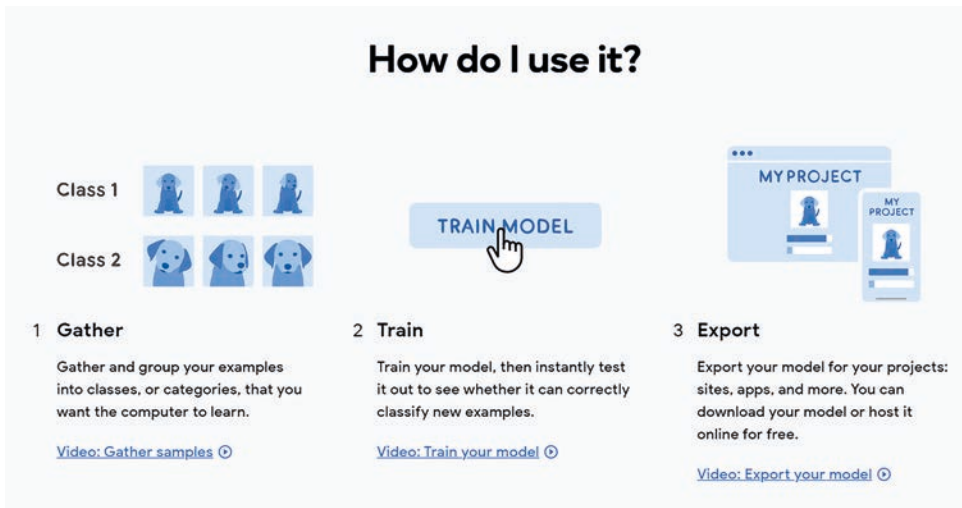 How do I use it?
Class 1
Class 2
TRAIN MODEL
MY PROJECT
MY
PROJECT
1 Gather
Gather and group your examples
into classes, or categories, that you
want the computer to learn.
Video: Gather samples
2 Train
Train your model, then instantly test
it out to see whether it can correctly
classify new examples.
Video: Train your model
3 Export
Export your model for your projects:
sites, apps, and more. You can
download your model or host it
online for free.
Video: Export your model